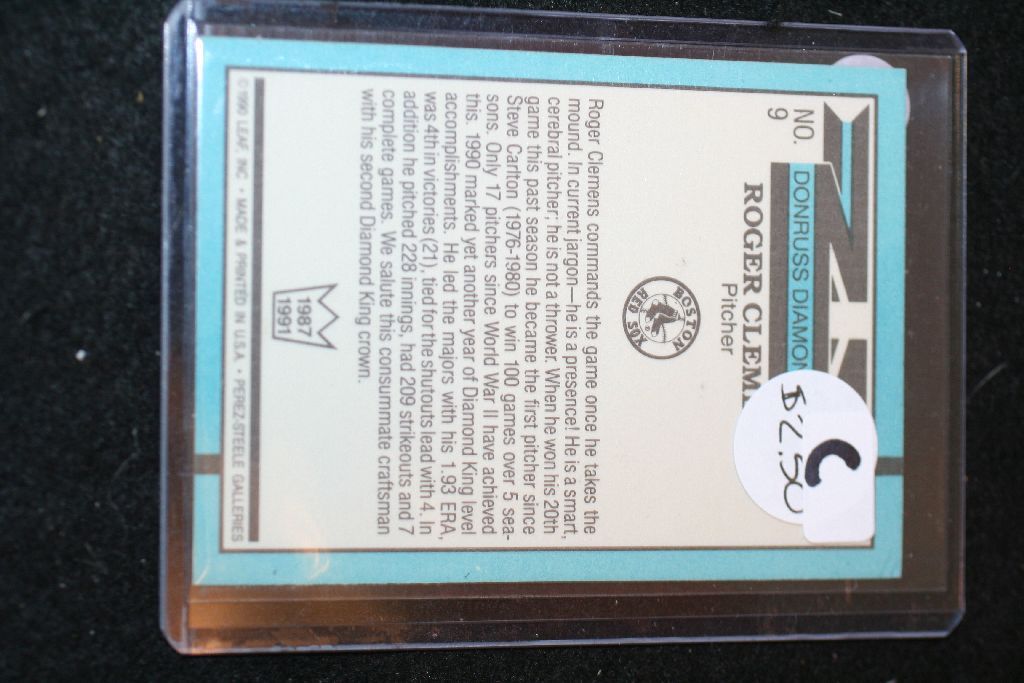 NO.
9
DONRUSS DIAMON
ROGER CLEM
Pitcher
BOSTON
RED SOX
$2.50
C
Roger Clemens commands the game once he takes the
mound. In current jargon—he is a presence! He is a smart,
cerebral pitcher; he is not a thrower. When he won his 20th
game this past season he became the first pitcher since
Steve Carlton (1976-1980) to win 100 games over 5 sea-
sons. Only 17 pitchers since World War II have achieved
this. 1990 marked yet another year of Diamond King level
accomplishments. He led the majors with his 1.93 ERA,
was 4th in victories (21), tied for the shutouts lead with 4. In
addition he pitched 228 innings, had 209 strikeouts and 7
complete games. We salute this consummate craftsman
with his second Diamond King crown.
1987
1991
© 1990 LEAF, INC. • MADE & PRINTED IN U.S.A. • PEREZ-STEELE GALLERIES